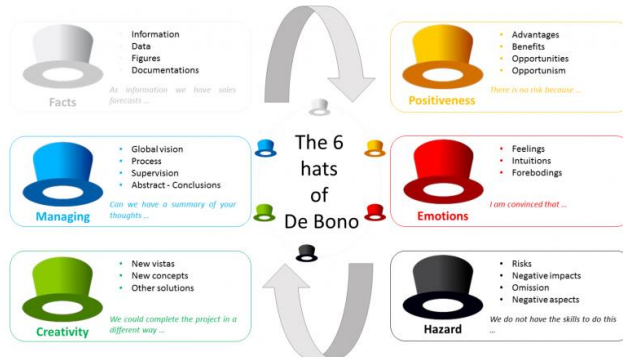 Information
Data
Figures
Documentations
Facts
As information we have sales
forecasts ...
Advantages
Benefits
Opportunities
Opportunism
Positiveness
There is no risk because ...
The 6
hats
of
De Bono
Global vision
Process
Supervision
Abstract - Conclusions
Managing
Can we have a summary of your
thoughts ...
Feelings
Intuitions
Forebodings
Emotions
I am convinced that ...
New vistas
New concepts
Other solutions
Creativity
We could complete the project in a
different way ...
Risks
Negative impacts
Omission
Negative aspects
Hazard
We do not have the skills to do this
...